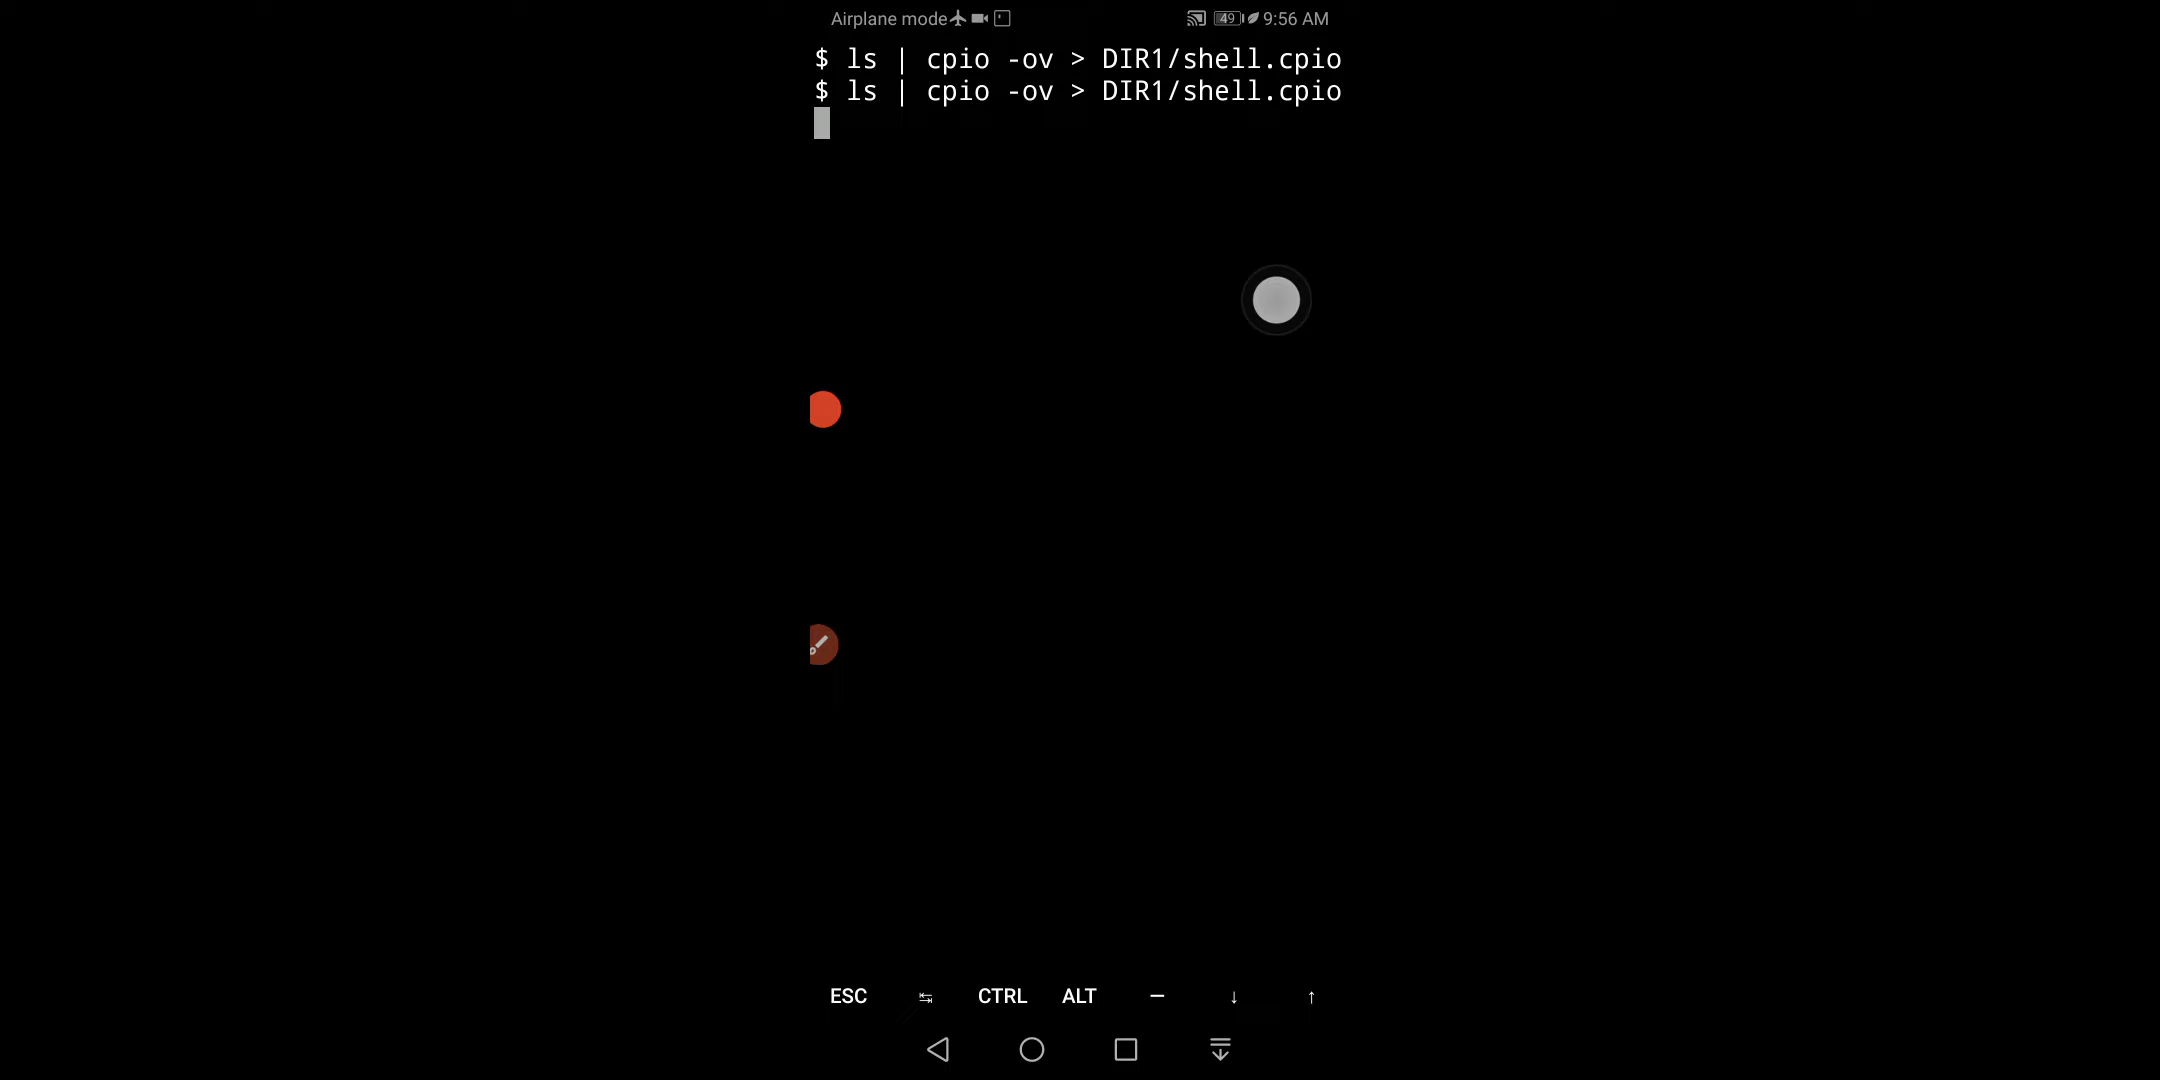 Airplane mode 49 9:56 AM
$ ls | cpio -ov > DIR1/shell.cpio
$ ls | cpio -ov > DIR1/shell.cpio
ESC ↹ CTRL ALT — ↓ ↑